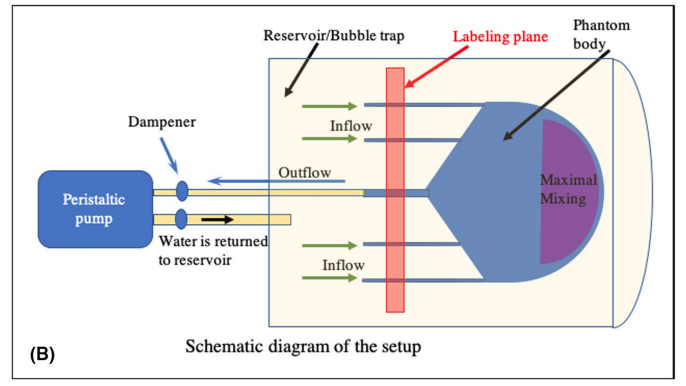 Reservoir/Bubble trap
Labeling plane
Phantom
body
Dampener
Inflow
Outflow
Peristaltic
pump
Maximal
Mixing
Water is returned
to reservoir
Inflow
(B)
Schematic diagram of the setup